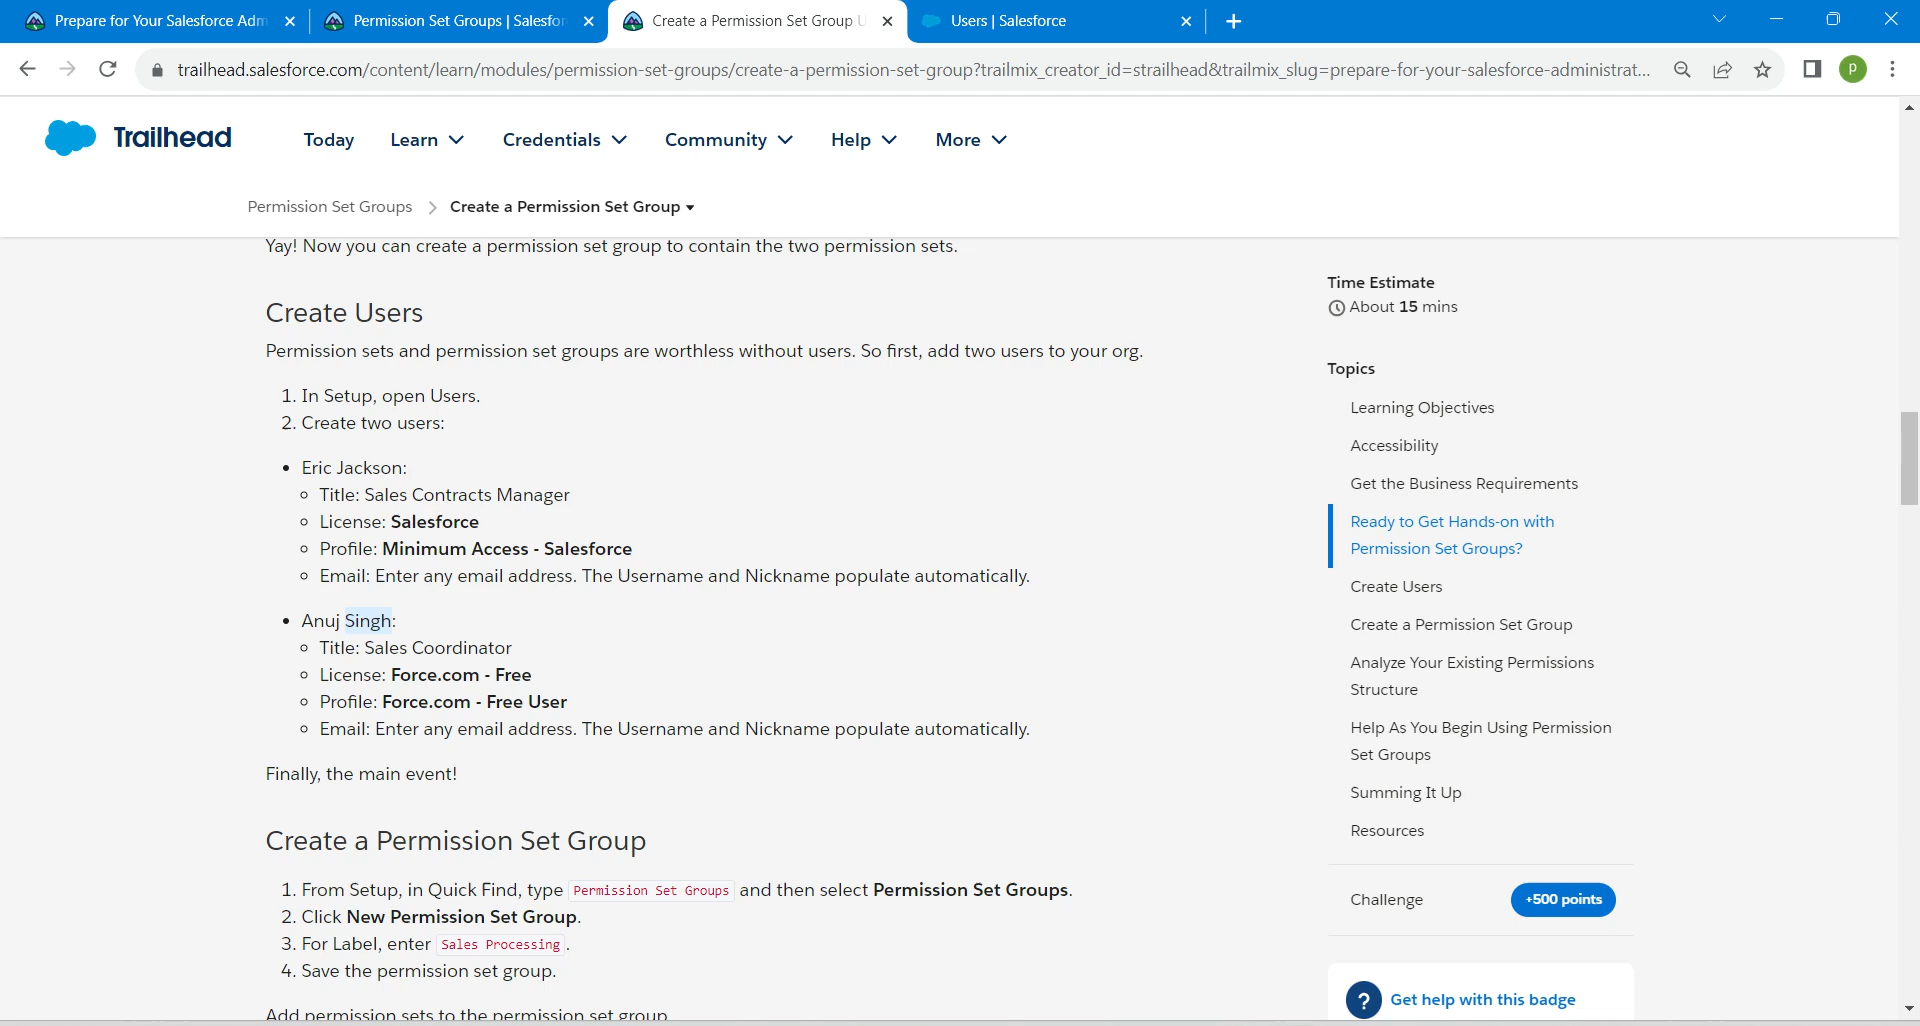 Prepare for Your Salesforce Adm
Permission Set Groups | Salesfor
Create a Permission Set Group U
Users | Salesforce
trailhead.salesforce.com/content/learn/modules/permission-set-groups/create-a-permission-set-group?trailmix_creator_id=strailhead&trailmix_slug=prepare-for-your-salesforce-administrat...
P
Trailhead
Today
Learn
Credentials
Community
Help
More
Permission Set Groups
Create a Permission Set Group
Yay! Now you can create a permission set group to contain the two permission sets.
Create Users
Permission sets and permission set groups are worthless without users. So first, add two users to your org.
1. In Setup, open Users.
2. Create two users:
• Eric Jackson:
Title: Sales Contracts Manager
License: Salesforce
Profile: Minimum Access - Salesforce
Email: Enter any email address. The Username and Nickname populate automatically.
• Anuj Singh:
Title: Sales Coordinator
License: Force.com - Free
Profile: Force.com - Free User
Email: Enter any email address. The Username and Nickname populate automatically.
Finally, the main event!
Create a Permission Set Group
1. From Setup, in Quick Find, type Permission Set Groups and then select Permission Set Groups.
2. Click New Permission Set Group.
3. For Label, enter Sales Processing.
4. Save the permission set group.
Add permission sets to the permission set group
Time Estimate
About 15 mins
Topics
Learning Objectives
Accessibility
Get the Business Requirements
Ready to Get Hands-on with
Permission Set Groups?
Create Users
Create a Permission Set Group
Analyze Your Existing Permissions
Structure
Help As You Begin Using Permission
Set Groups
Summing It Up
Resources
Challenge
+500 points
? Get help with this badge